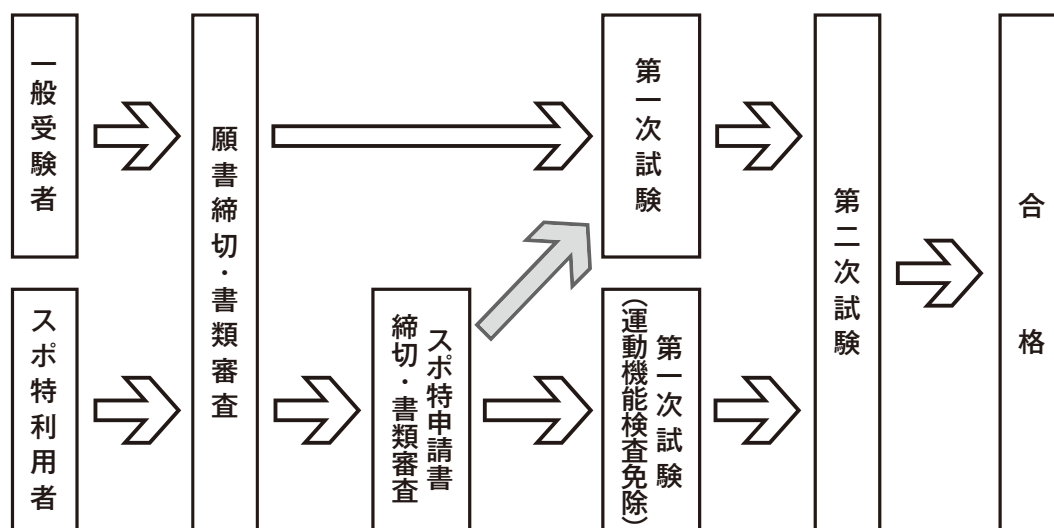 一般受験者
スポ特利用者
願書締切・書類審査
スポ特申請書
締切・書類審査
第一次試験
第一次試験
（運動機能検査免除）
第二次試験
合格